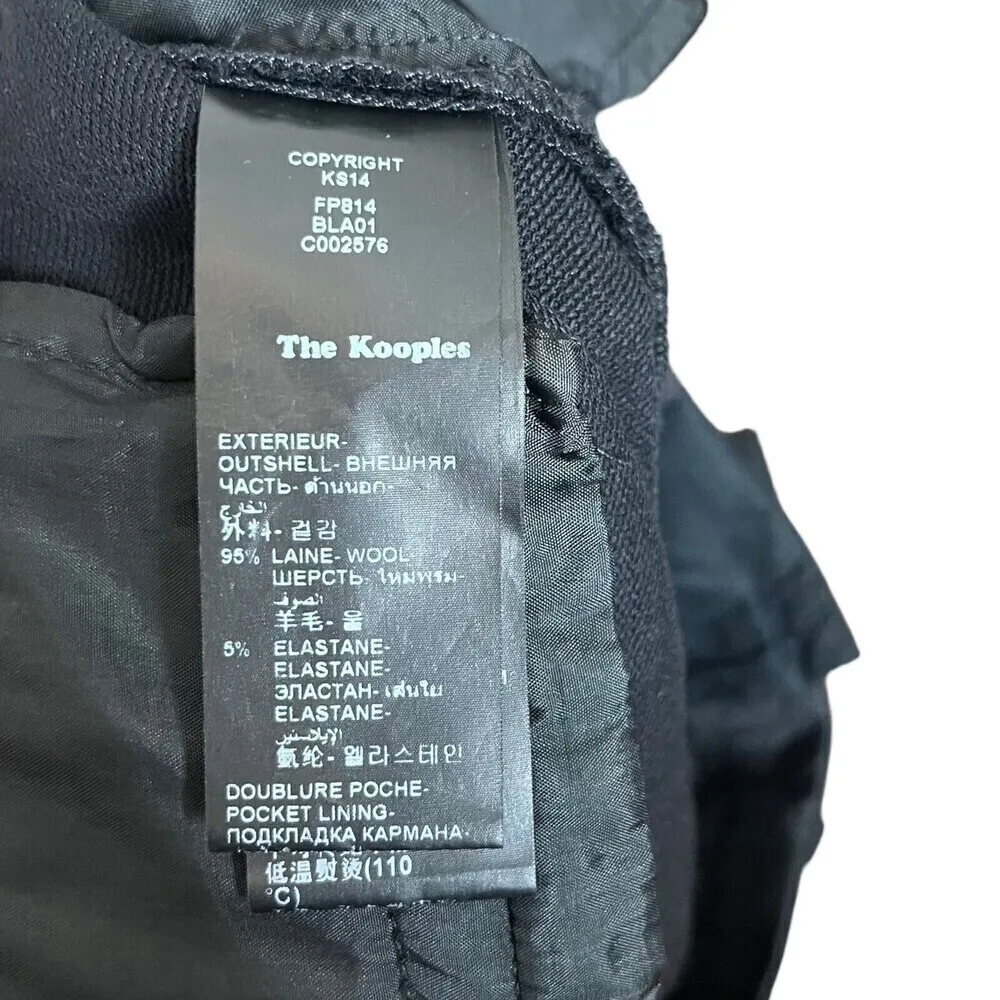 COPYRIGHT
KS14
FP814
BLA01
C002576
The Kooples
EXTERIEUR-
OUTSHELL- ВНЕШНЯЯ
ЧАСТЬ- ด้านนอก-
الخارج
外料- 겉감
95% LAINE- WOOL-
ШЕРСТЬ- ไหมพรม-
الصوف
羊毛- 울
5% ELASTANE-
ELASTANE-
ЭЛАСТАН- เส้นใย
ELASTANE-
الإيلاستين
氨纶- 엘라스테인
DOUBLURE POCHE-
POCKET LINING-
ПОДКЛАДКА КАРМАНА-
低温熨烫(110
°C)